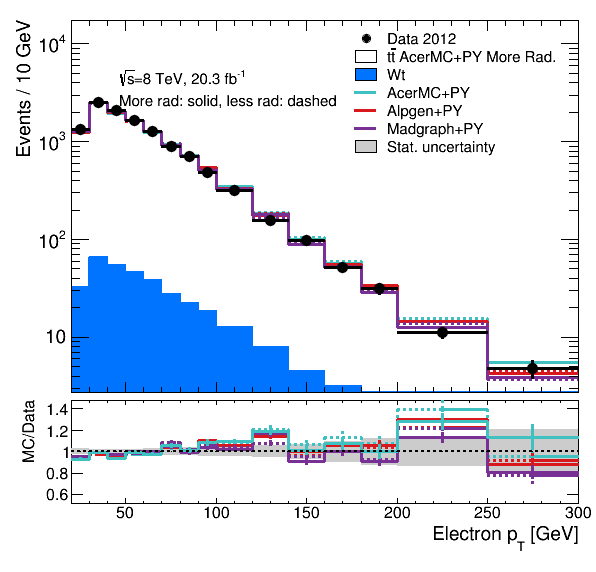 10⁴
Events / 10 GeV
10³
10²
10
√s=8 TeV, 20.3 fb⁻¹
More rad: solid, less rad: dashed
Data 2012
tt̄ AcerMC+PY More Rad.
Wt
AcerMC+PY
Alpgen+PY
Madgraph+PY
Stat. uncertainty
MC/Data
1.4
1.2
1
0.8
0.6
50 100 150 200 250 300
Electron p_T [GeV]